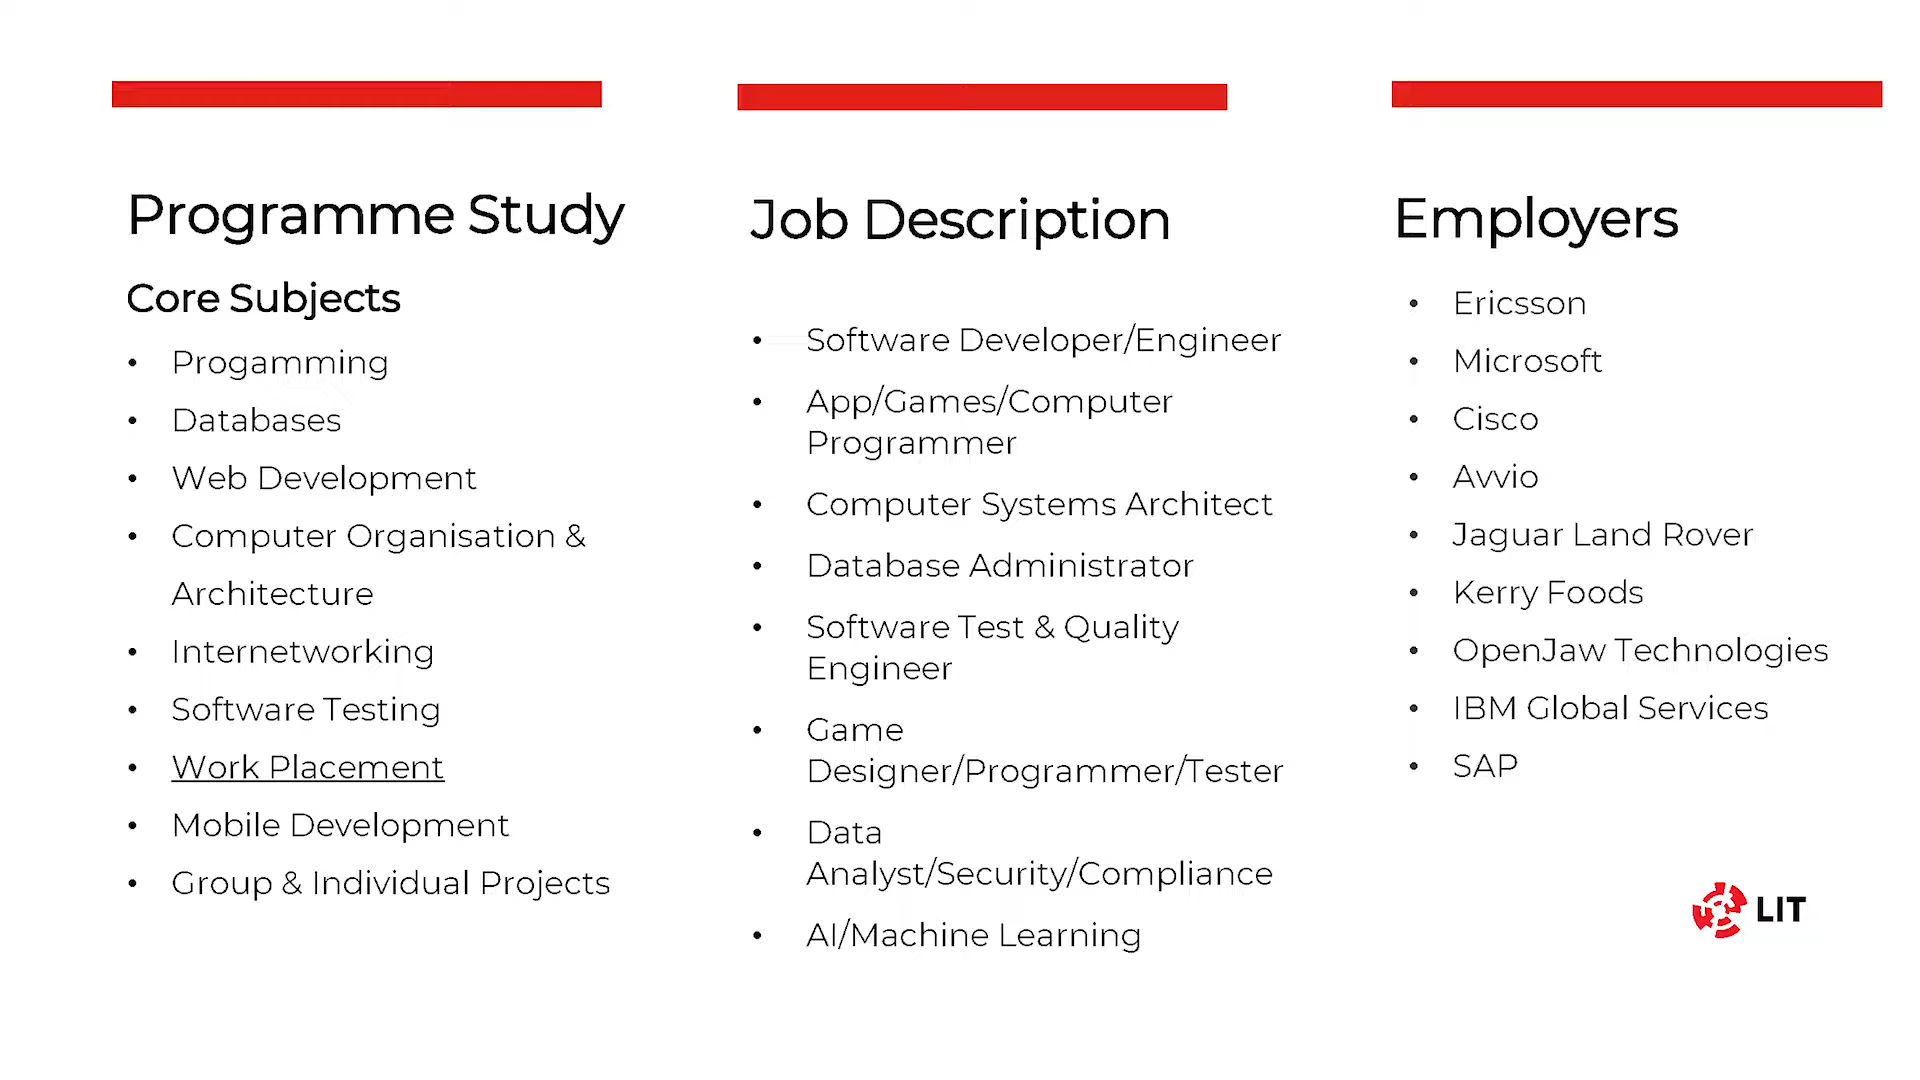 Programme Study
Core Subjects
• Progamming
• Databases
• Web Development
• Computer Organisation &
Architecture
• Internetworking
• Software Testing
• Work Placement
• Mobile Development
• Group & Individual Projects
Job Description
• Software Developer/Engineer
• App/Games/Computer
Programmer
• Computer Systems Architect
• Database Administrator
• Software Test & Quality
Engineer
• Game
Designer/Programmer/Tester
• Data
Analyst/Security/Compliance
• AI/Machine Learning
Employers
• Ericsson
• Microsoft
• Cisco
• Avvio
• Jaguar Land Rover
• Kerry Foods
• OpenJaw Technologies
• IBM Global Services
• SAP
LIT